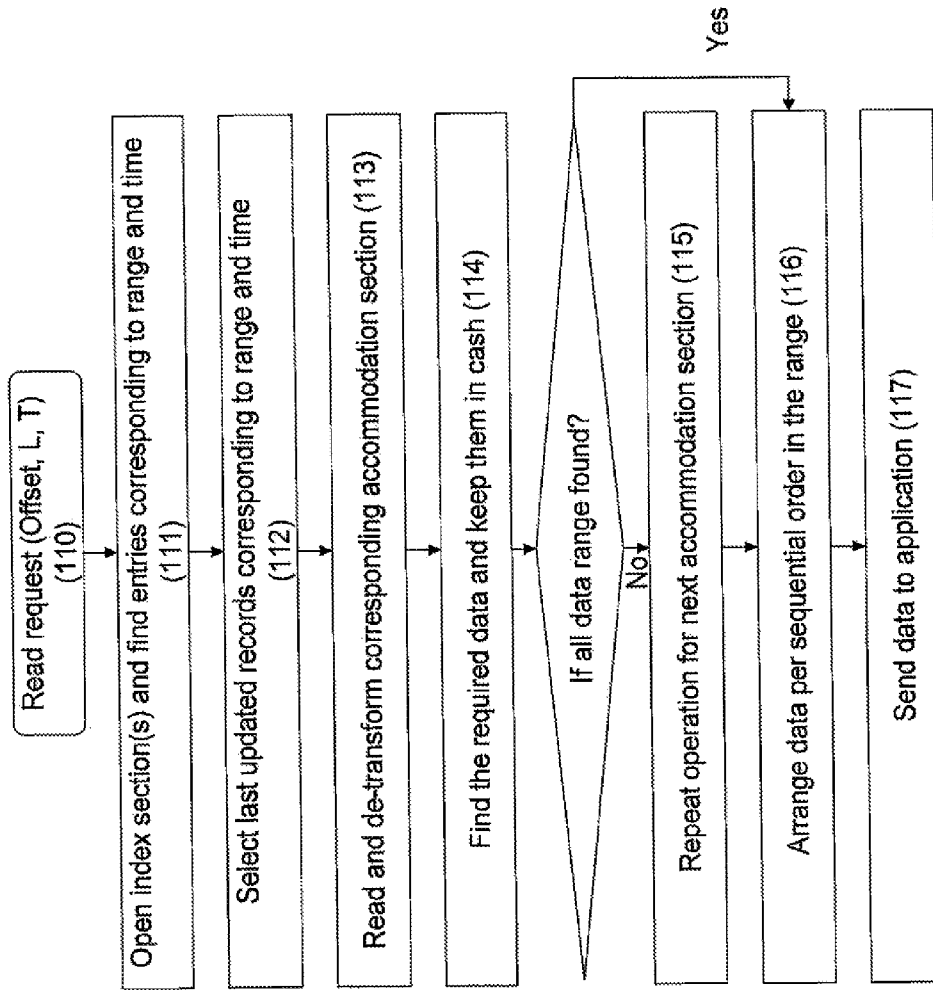 Read request (Offset, L, T)
(110)
Open index section(s) and find entries corresponding to range and time
(111)
Select last updated records corresponding to range and time
(112)
Read and de-transform corresponding accommodation section (113)
Find the required data and keep them in cash (114)
If all data range found?
Yes
No
Repeat operation for next accommodation section (115)
Arrange data per sequential order in the range (116)
Send data to application (117)